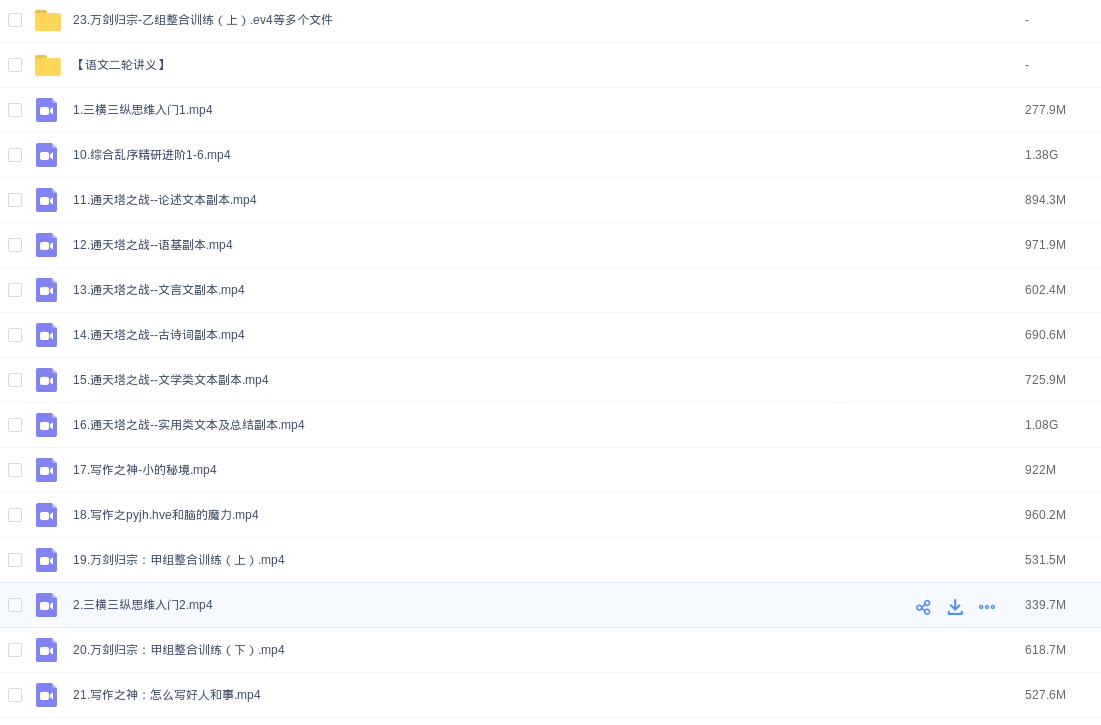 23.万剑归宗-乙组整合训练（上）.ev4等多个文件 -
【语文二轮讲义】 -
1.三横三纵思维入门1.mp4 277.9M
10.综合乱序精研进阶1-6.mp4 1.38G
11.通天塔之战--论述文本副本.mp4 894.3M
12.通天塔之战--语基副本.mp4 971.9M
13.通天塔之战--文言文副本.mp4 602.4M
14.通天塔之战--古诗词副本.mp4 690.6M
15.通天塔之战--文学类文本副本.mp4 725.9M
16.通天塔之战--实用类文本及总结副本.mp4 1.08G
17.写作之神-小的秘境.mp4 922M
18.写作之pyjh.hve和脑的魔力.mp4 960.2M
19.万剑归宗：甲组整合训练（上）.mp4 531.5M
2.三横三纵思维入门2.mp4 339.7M
20.万剑归宗：甲组整合训练（下）.mp4 618.7M
21.写作之神：怎么写好人和事.mp4 527.6M